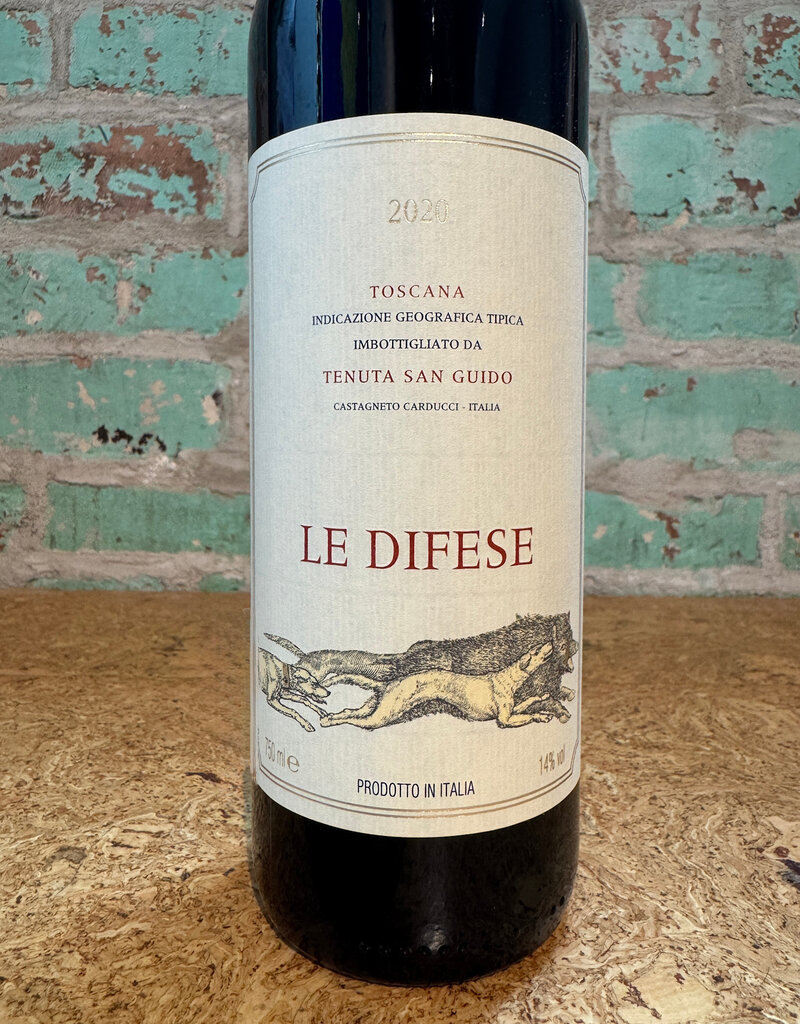 2020
TOSCANA
INDICAZIONE GEOGRAFICA TIPICA
IMBOTTIGLIATO DA
TENUTA SAN GUIDO
CASTAGNETO CARDUCCI - ITALIA
LE DIFESE
750 ml ℮
14% vol
PRODOTTO IN ITALIA